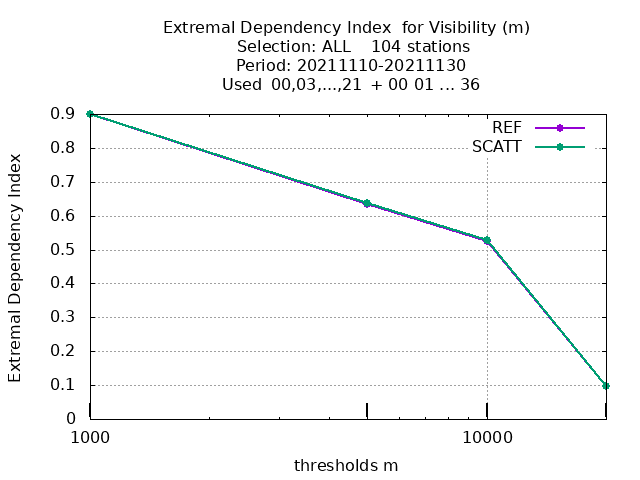 Extremal Dependency Index  for Visibility (m)
Selection: ALL    104 stations
Period: 20211110-20211130
Used  00,03,...,21  + 00 01 ... 36
REF
SCATT
Extremal Dependency Index
0.9
0.8
0.7
0.6
0.5
0.4
0.3
0.2
0.1
0
1000
10000
thresholds m